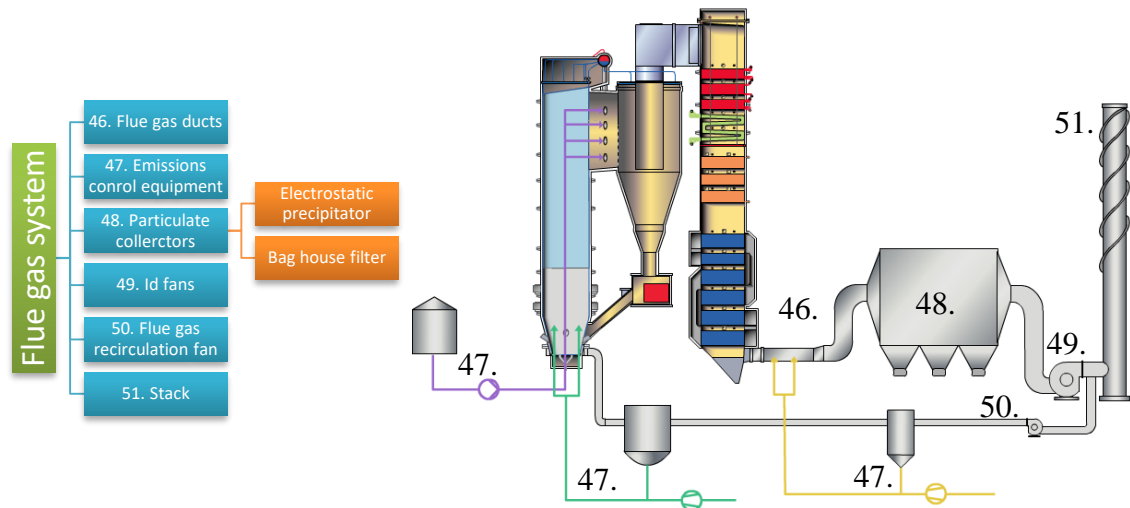 Flue gas system
46. Flue gas ducts
47. Emissions
conrol equipment
48. Particulate
collerctors
49. Id fans
50. Flue gas
recirculation fan
51. Stack
Electrostatic
precipitator
Bag house filter
51.
46.
48.
49.
47.
50.
47.
47.